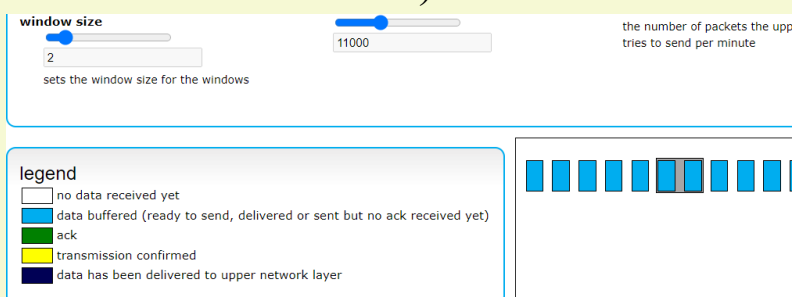 window size
2
sets the window size for the windows
11000
the number of packets the upp
tries to send per minute
legend
no data received yet
data buffered (ready to send, delivered or sent but no ack received yet)
ack
transmission confirmed
data has been delivered to upper network layer